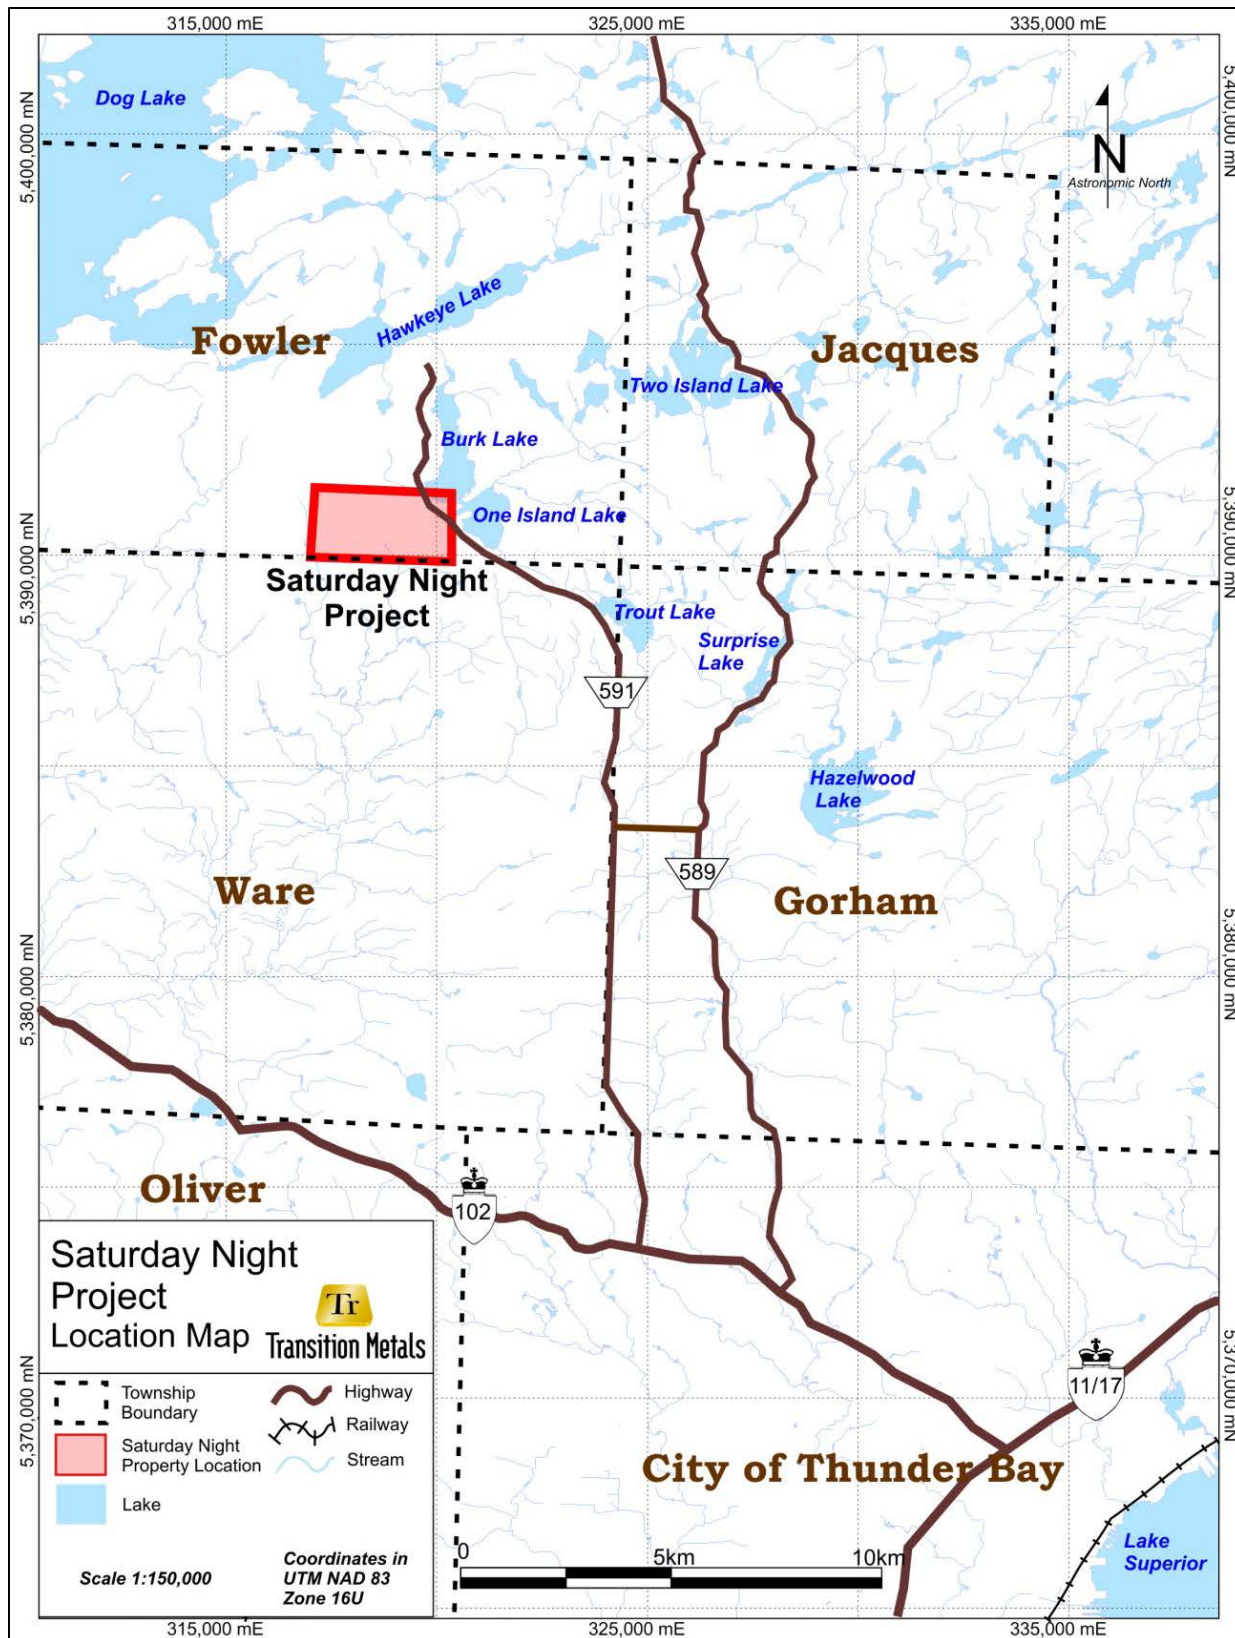 315,000 mE
325,000 mE
335,000 mE
5,400,000 mN
5,400,000 mN
Dog Lake
N
Astronomic North
Hawkeye Lake
Fowler
Jacques
Two Island Lake
Burk Lake
One Island Lake
5,390,000 mN
5,390,000 mN
Saturday Night
Project
Trout Lake
Surprise
Lake
591
Hazelwood
Lake
589
Ware
Gorham
5,380,000 mN
5,380,000 mN
Oliver
102
Saturday Night
Project
Location Map
Tr
Transition Metals
11/17
5,370,000 mN
5,370,000 mN
Township
Boundary
Highway
Railway
Saturday Night
Property Location
Stream
Lake
City of Thunder Bay
Lake
Superior
Scale 1:150,000
Coordinates in
UTM NAD 83
Zone 16U
0
5km
10km
315,000 mE
325,000 mE
335,000 mE